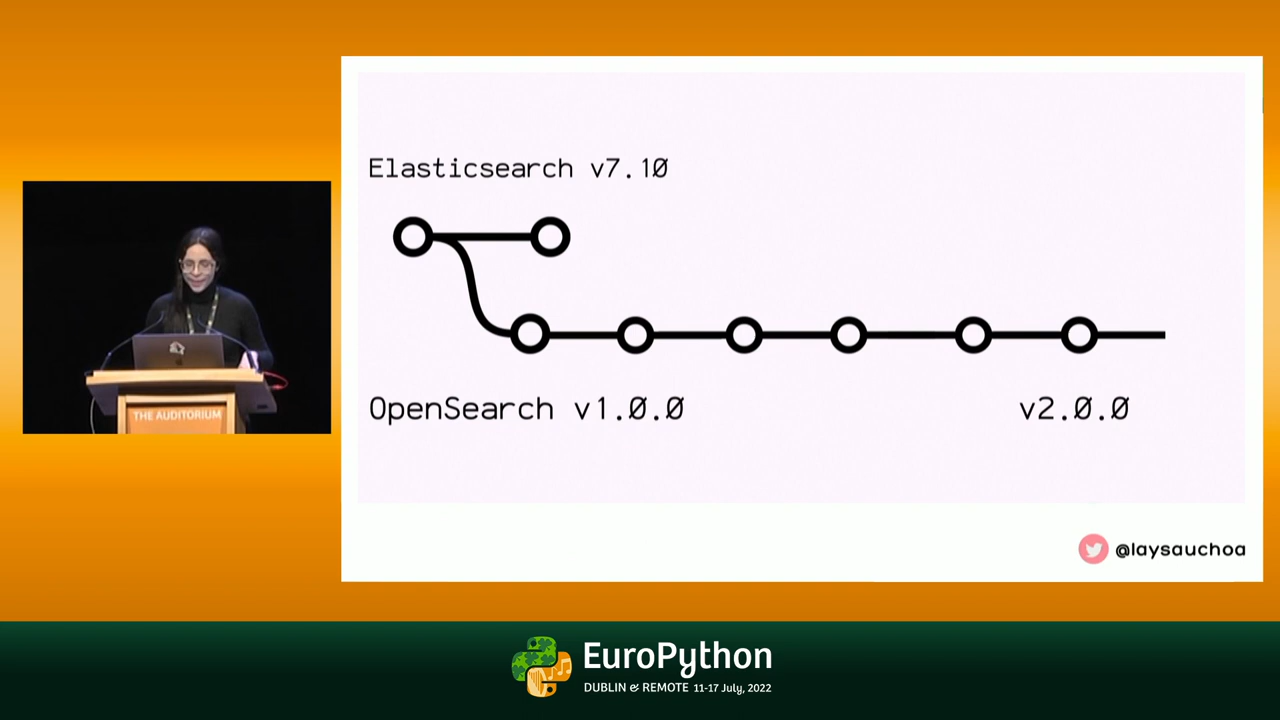 Elasticsearch v7.10
OpenSearch v1.0.0
v2.0.0
@laysauchoa
THE AUDITORIUM
EuroPython
DUBLIN & REMOTE 11-17 July, 2022